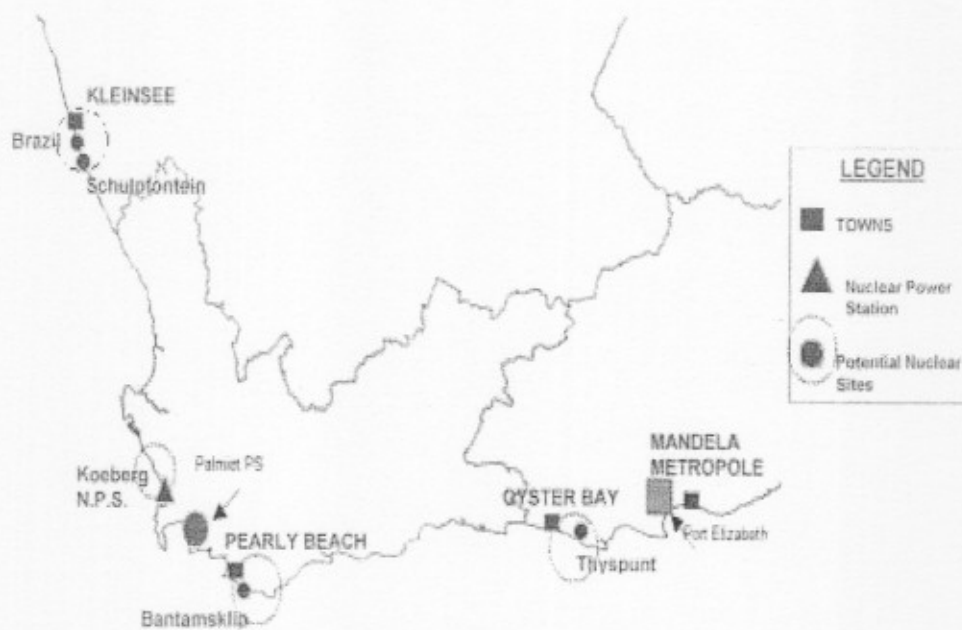 KLEINSEE
Brazil
Schulpfontein
LEGEND
TOWNS
Nuclear Power
Station
Potential Nuclear
Sites
Koeberg
N.P.S.
Palmiet PS
PEARLY BEACH
Bantamsklip
OYSTER BAY
Thyspunt
MANDELA
METROPOLE
Port Elizabeth